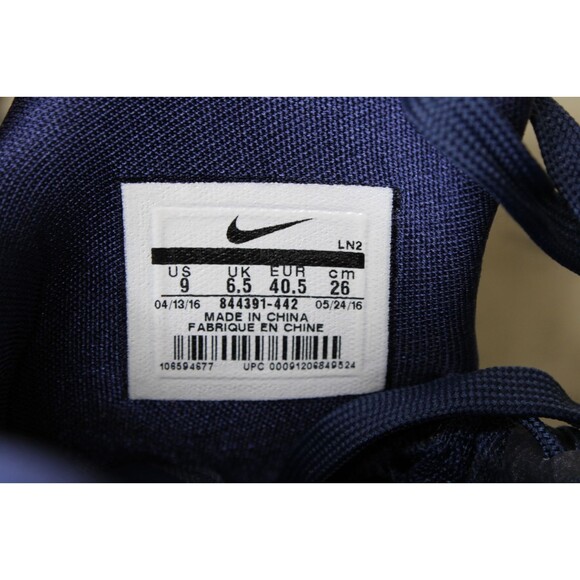 LN2
US UK EUR cm
9 6.5 40.5 26
04/13/16 844391-442 05/24/16
MADE IN CHINA
FABRIQUE EN CHINE
106594677 UPC 00091209849524